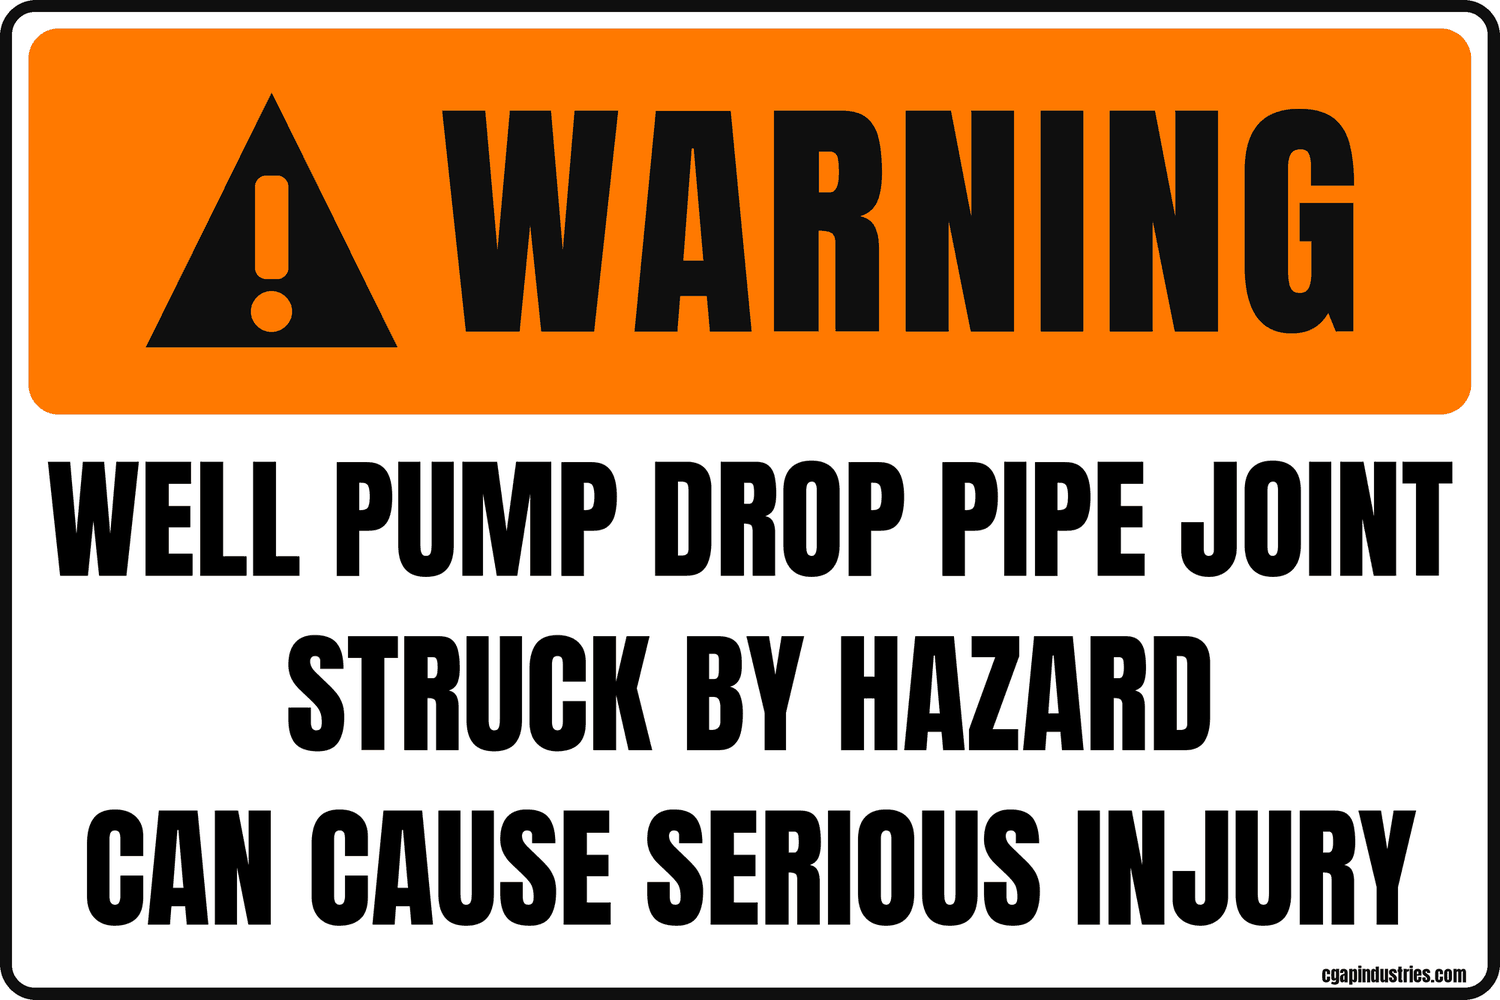 WARNING
WELL PUMP DROP PIPE JOINT
STRUCK BY HAZARD
CAN CAUSE SERIOUS INJURY
cgapindustries.com